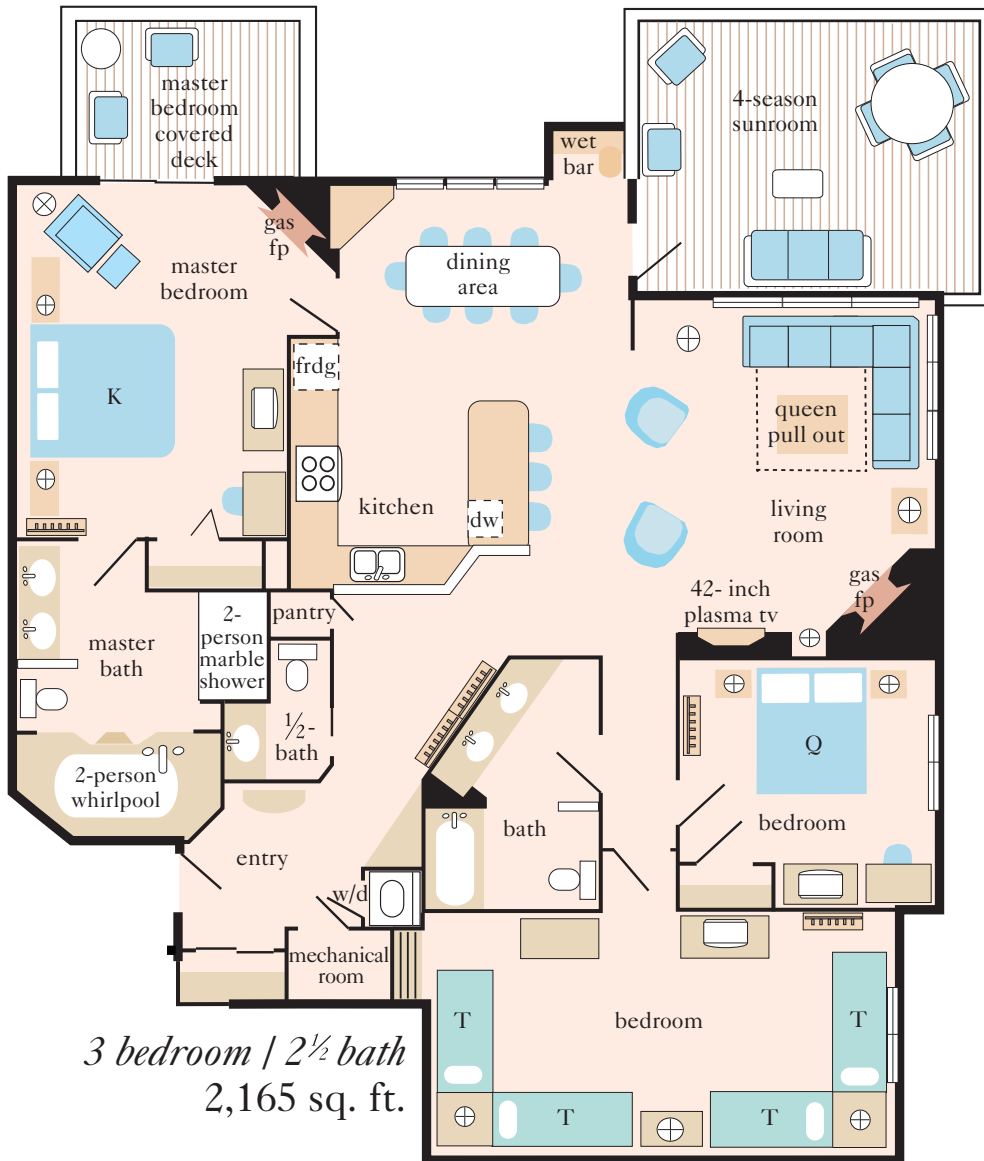 master
bedroom
covered
deck
4-season
sunroom
wet
bar
gas
fp
master
bedroom
dining
area
frdg
K
queen
pull out
kitchen
dw
living
room
gas
fp
42- inch
plasma tv
pantry
2-
person
marble
shower
master
bath
½-
bath
Q
2-person
whirlpool
bath
bedroom
entry
w/d
mechanical
room
T
bedroom
T
T
T
3 bedroom / 2½ bath
2,165 sq. ft.